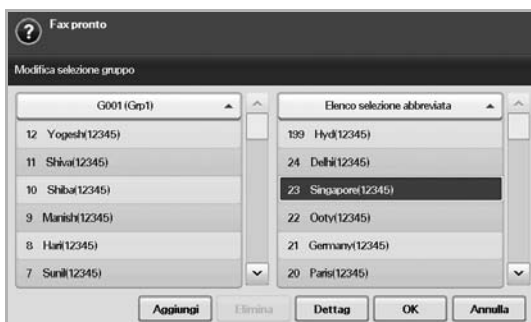 ? Fax pronto
Modifica selezione gruppo
G001 (Grp1)
12 Yogesh(12345)
11 Shiva(12345)
10 Shiba(12345)
9 Manish(12345)
8 Hari(12345)
7 Sunil(12345)
Elenco selezione abbreviata
199 Hyd(12345)
24 Delhi(12345)
23 Singapore(12345)
22 Ooty(12345)
21 Germany(12345)
20 Paris(12345)
Aggiungi Elimina Dettag OK Annulla